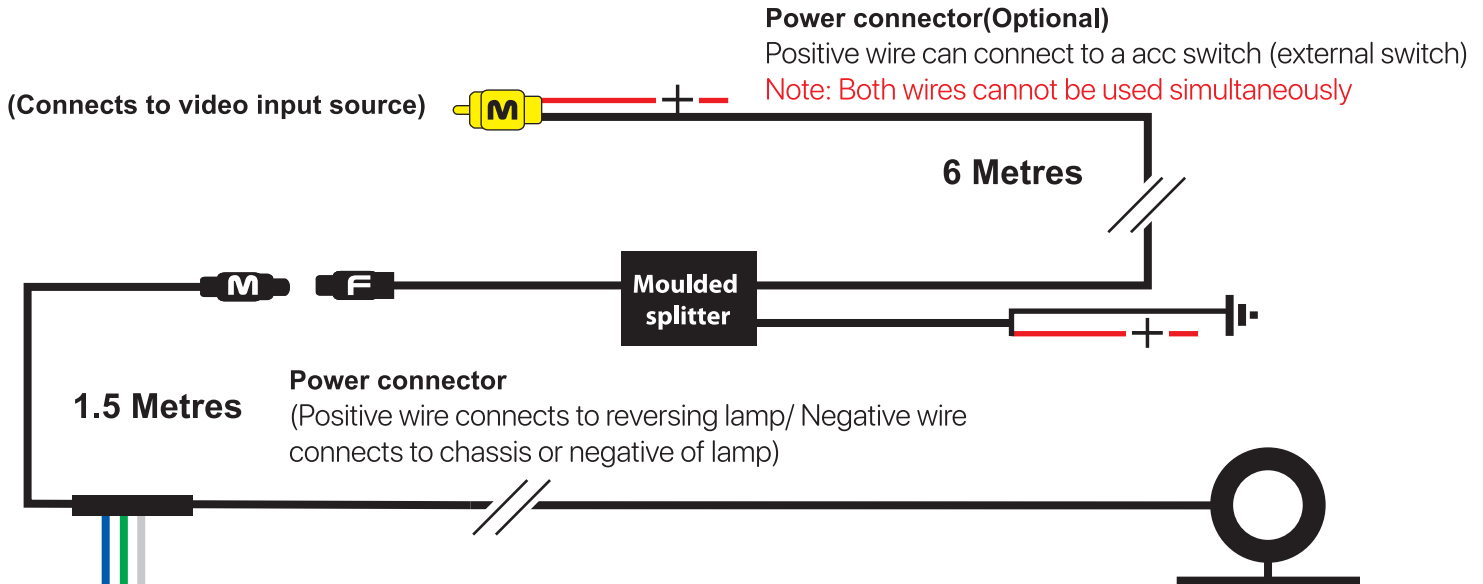 Power connector(Optional)
Positive wire can connect to a acc switch (external switch)
Note: Both wires cannot be used simultaneously
(Connects to video input source)
M
6 Metres
M
F
Moulded
splitter
Power connector
(Positive wire connects to reversing lamp/ Negative wire
connects to chassis or negative of lamp)
1.5 Metres